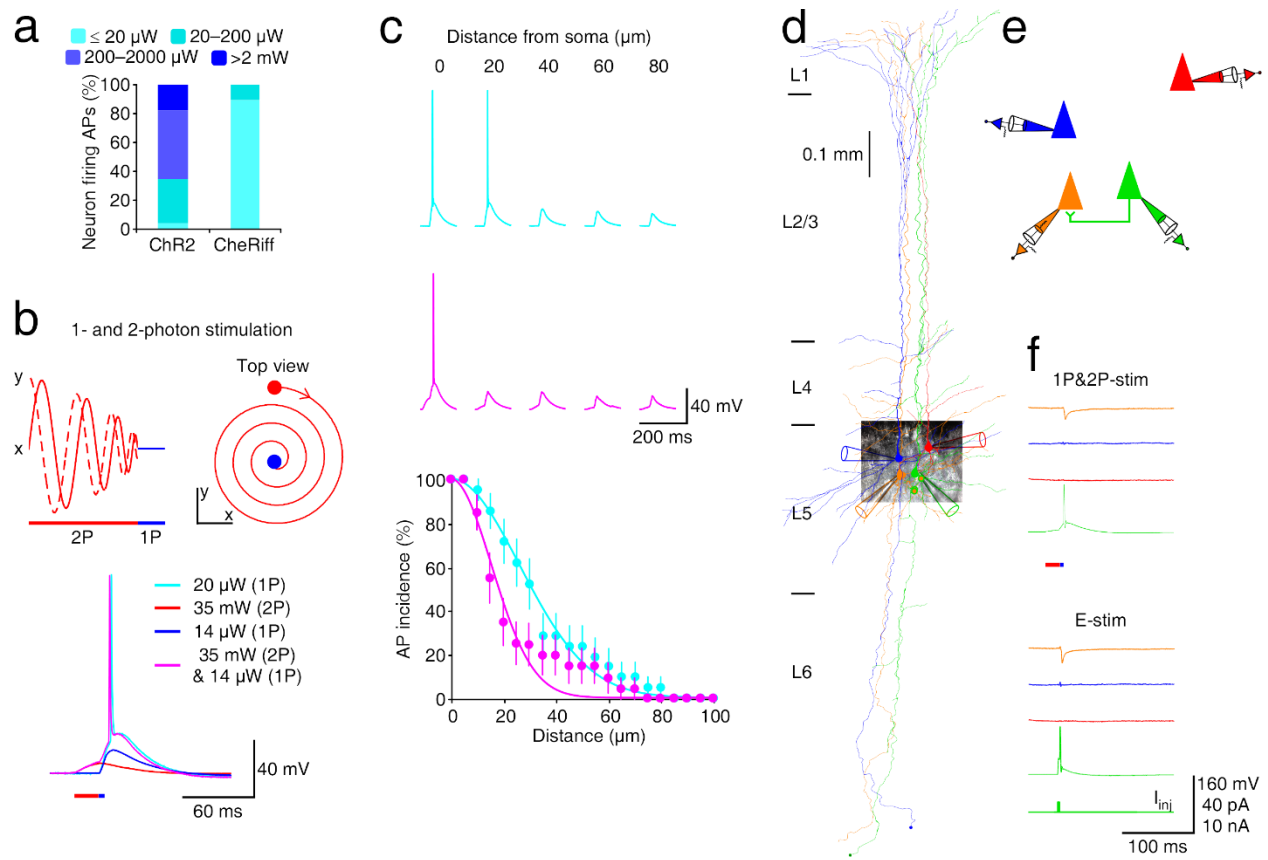 a
≤ 20 µW
20–200 µW
200–2000 µW
>2 mW
Neuron firing APs (%)
100
80
60
40
20
0
ChR2
CheRiff
b
1- and 2-photon stimulation
Top view
y
x
2P
1P
y
x
20 µW (1P)
35 mW (2P)
14 µW (1P)
35 mW (2P)
& 14 µW (1P)
40 mV
60 ms
c
Distance from soma (µm)
0
20
40
60
80
40 mV
200 ms
AP incidence (%)
100
80
60
40
20
0
0
20
40
60
80
100
Distance (µm)
d
L1
0.1 mm
L2/3
L4
L5
L6
e
f
1P&2P-stim
E-stim
Iinj
160 mV
40 pA
10 nA
100 ms